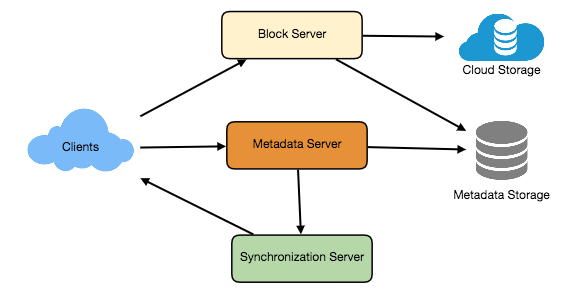 Block Server
Cloud Storage
Clients
Metadata Server
Metadata Storage
Synchronization Server